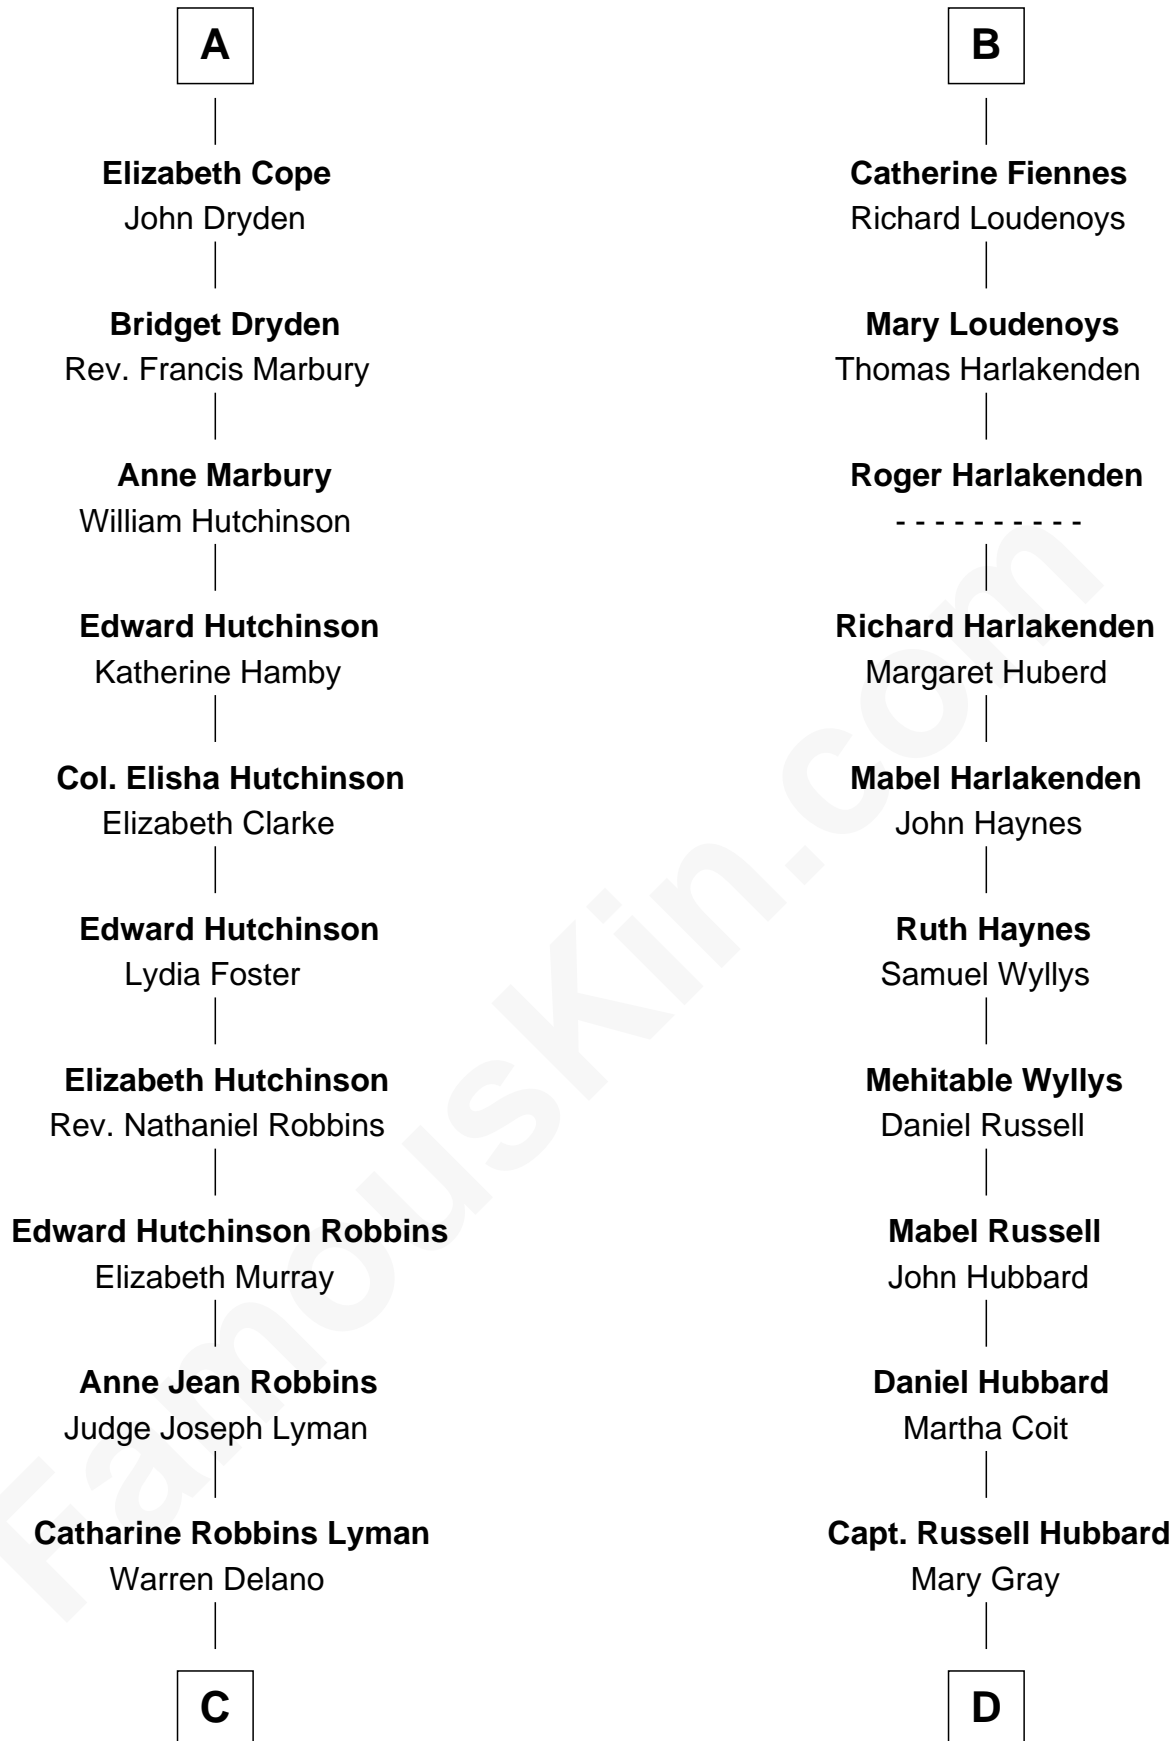 A
Elizabeth Cope
John Dryden
Bridget Dryden
Rev. Francis Marbury
Anne Marbury
William Hutchinson
Edward Hutchinson
Katherine Hamby
Col. Elisha Hutchinson
Elizabeth Clarke
Edward Hutchinson
Lydia Foster
Elizabeth Hutchinson
Rev. Nathaniel Robbins
Edward Hutchinson Robbins
Elizabeth Murray
Anne Jean Robbins
Judge Joseph Lyman
Catharine Robbins Lyman
Warren Delano
C
B
Catherine Fiennes
Richard Loudenoys
Mary Loudenoys
Thomas Harlakenden
Roger Harlakenden
- - - - - - - - - -
Richard Harlakenden
Margaret Huberd
Mabel Harlakenden
John Haynes
Ruth Haynes
Samuel Wyllys
Mehitable Wyllys
Daniel Russell
Mabel Russell
John Hubbard
Daniel Hubbard
Martha Coit
Capt. Russell Hubbard
Mary Gray
D
FamousKin.com